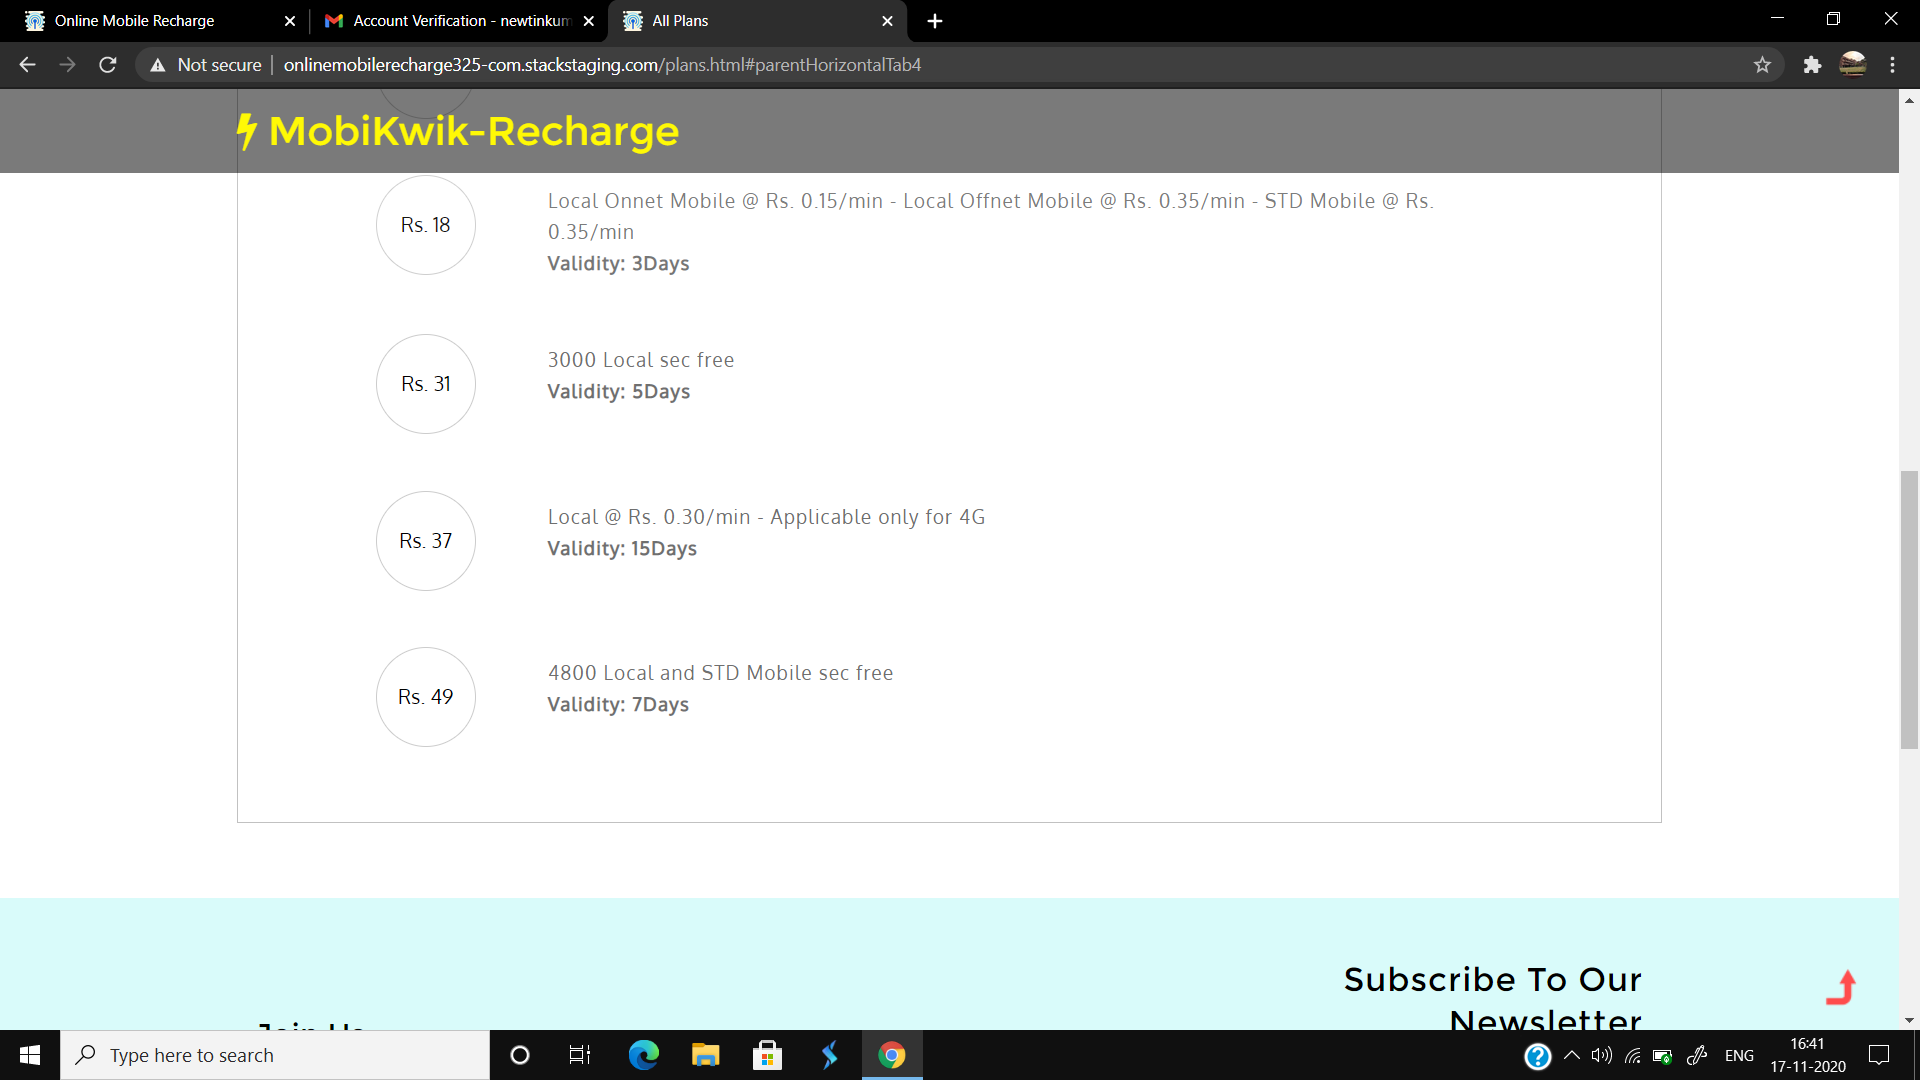 Online Mobile Recharge
Account Verification - newtinkum
All Plans
Not secure
onlinemobilerecharge325-com.stackstaging.com/plans.html#parentHorizontalTab4
MobiKwik-Recharge
Rs. 18
Local Onnet Mobile @ Rs. 0.15/min - Local Offnet Mobile @ Rs. 0.35/min - STD Mobile @ Rs.
0.35/min
Validity: 3Days
Rs. 31
3000 Local sec free
Validity: 5Days
Rs. 37
Local @ Rs. 0.30/min - Applicable only for 4G
Validity: 15Days
Rs. 49
4800 Local and STD Mobile sec free
Validity: 7Days
Subscribe To Our
Newsletter
Join Us
Type here to search
ENG
16:41
17-11-2020